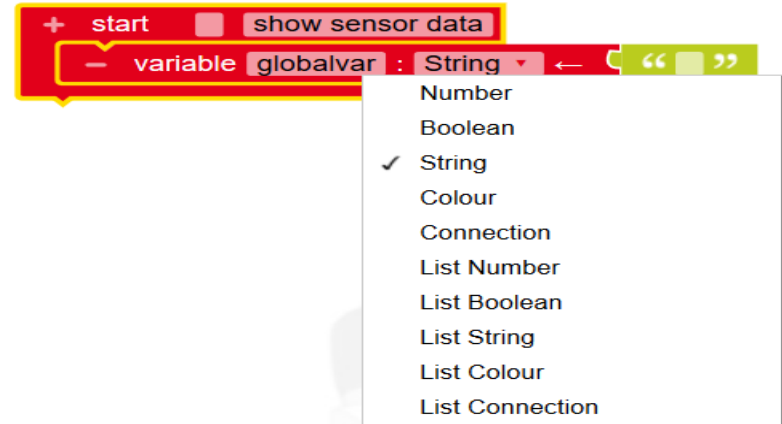 + start show sensor data
− variable globalvar : String ▾ ← “ ”
Number
Boolean
✓ String
Colour
Connection
List Number
List Boolean
List String
List Colour
List Connection